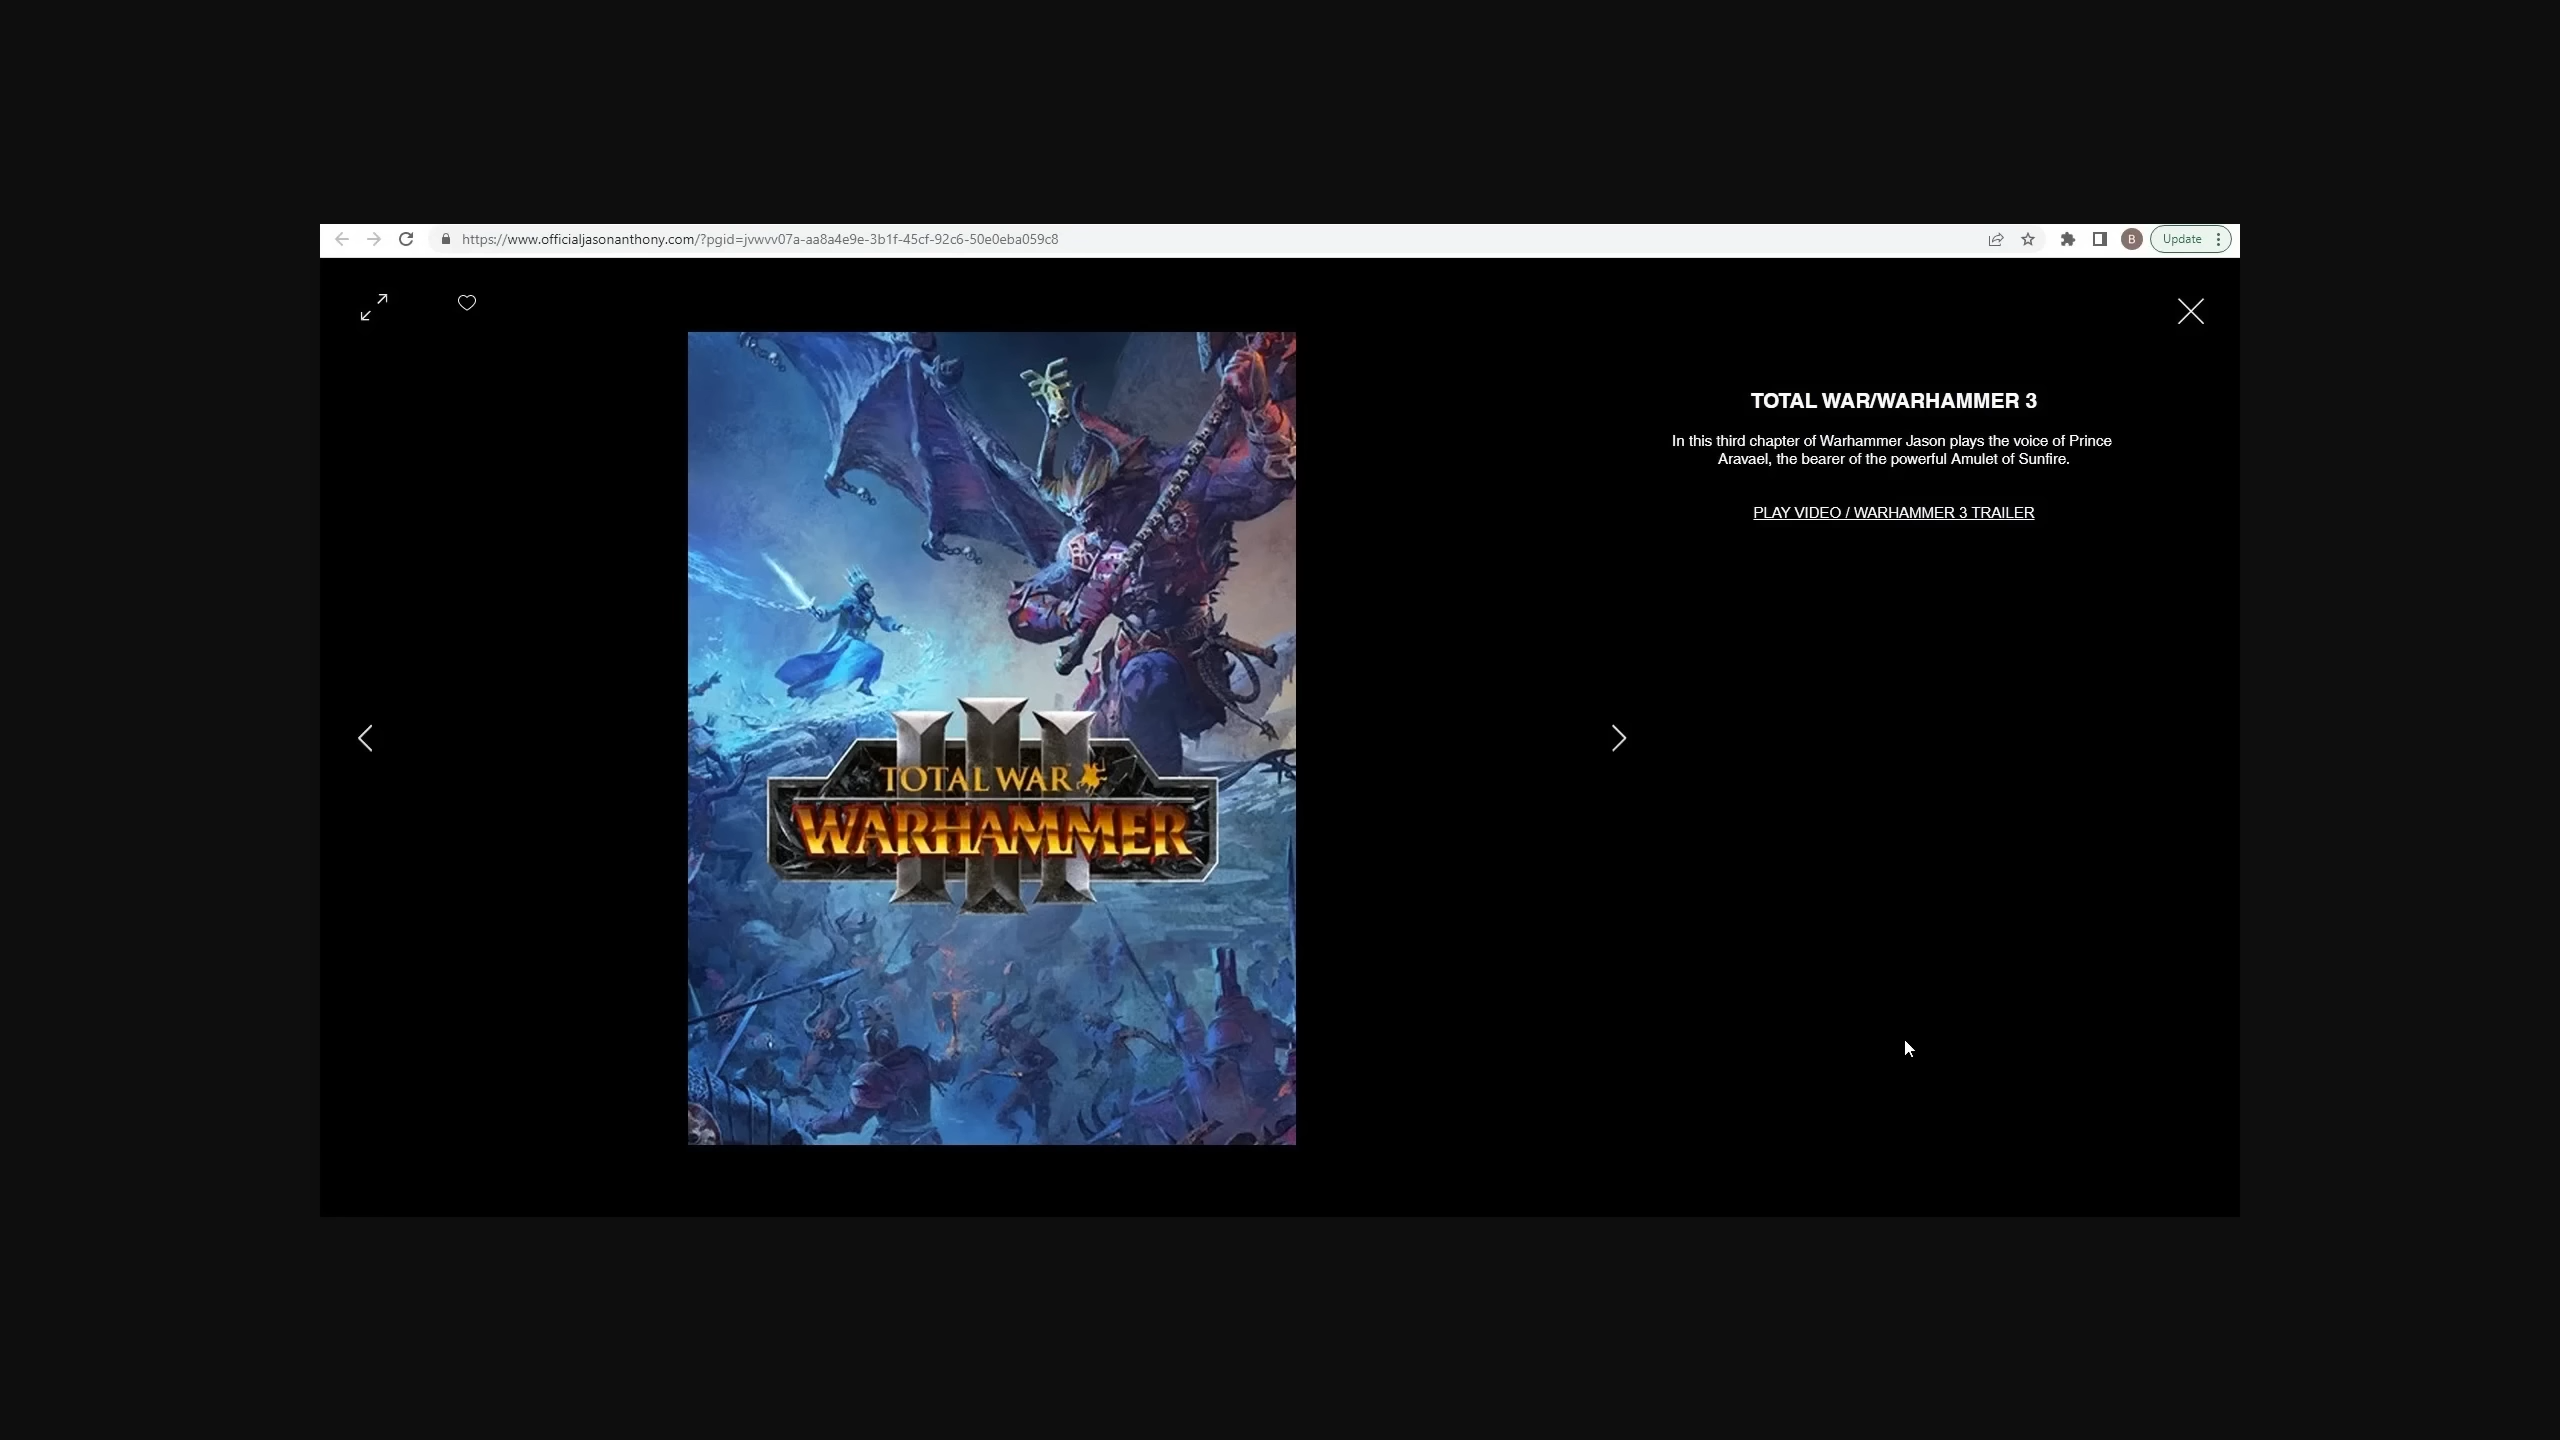 https://www.officialjasonanthony.com/?pgid=jvwvv07a-aa8a4e9e-3b1f-45cf-92c6-50e0eba059c8
B
Update
TOTAL WAR/WARHAMMER 3
In this third chapter of Warhammer Jason plays the voice of Prince
Aravael, the bearer of the powerful Amulet of Sunfire.
PLAY VIDEO / WARHAMMER 3 TRAILER
III
TOTAL WAR
WARHAMMER